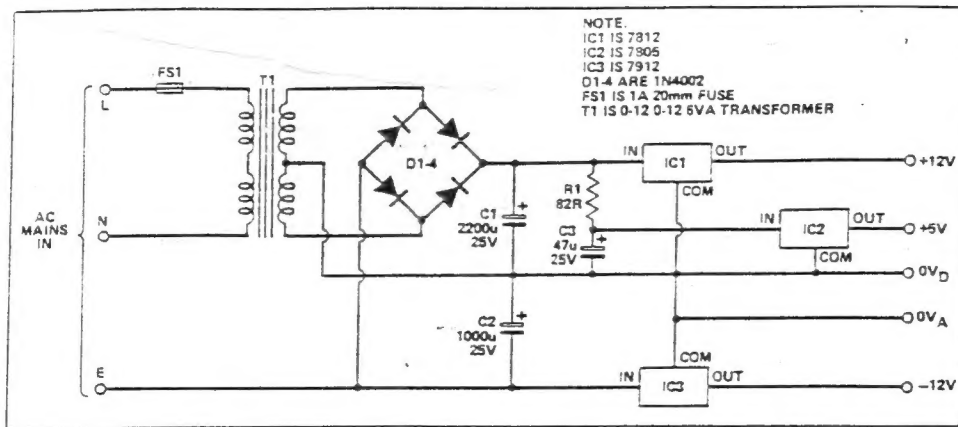 NOTE.
IC1 IS 7812
IC2 IS 7805
IC3 IS 7912
D1-4 ARE 1N4002
FS1 IS 1A 20mm FUSE
T1 IS 0-12 0-12 6VA TRANSFORMER
FS1
T1
L
D1-4
IN
IC1
OUT
+12V
COM
R1
82R
C1
2200u
25V
+
N
AC
MAINS
IN
C3
47u
25V
+
IN
IC2
OUT
+5V
COM
0VD
0VA
C2
1000u
25V
+
COM
E
IN
IC3
OUT
-12V